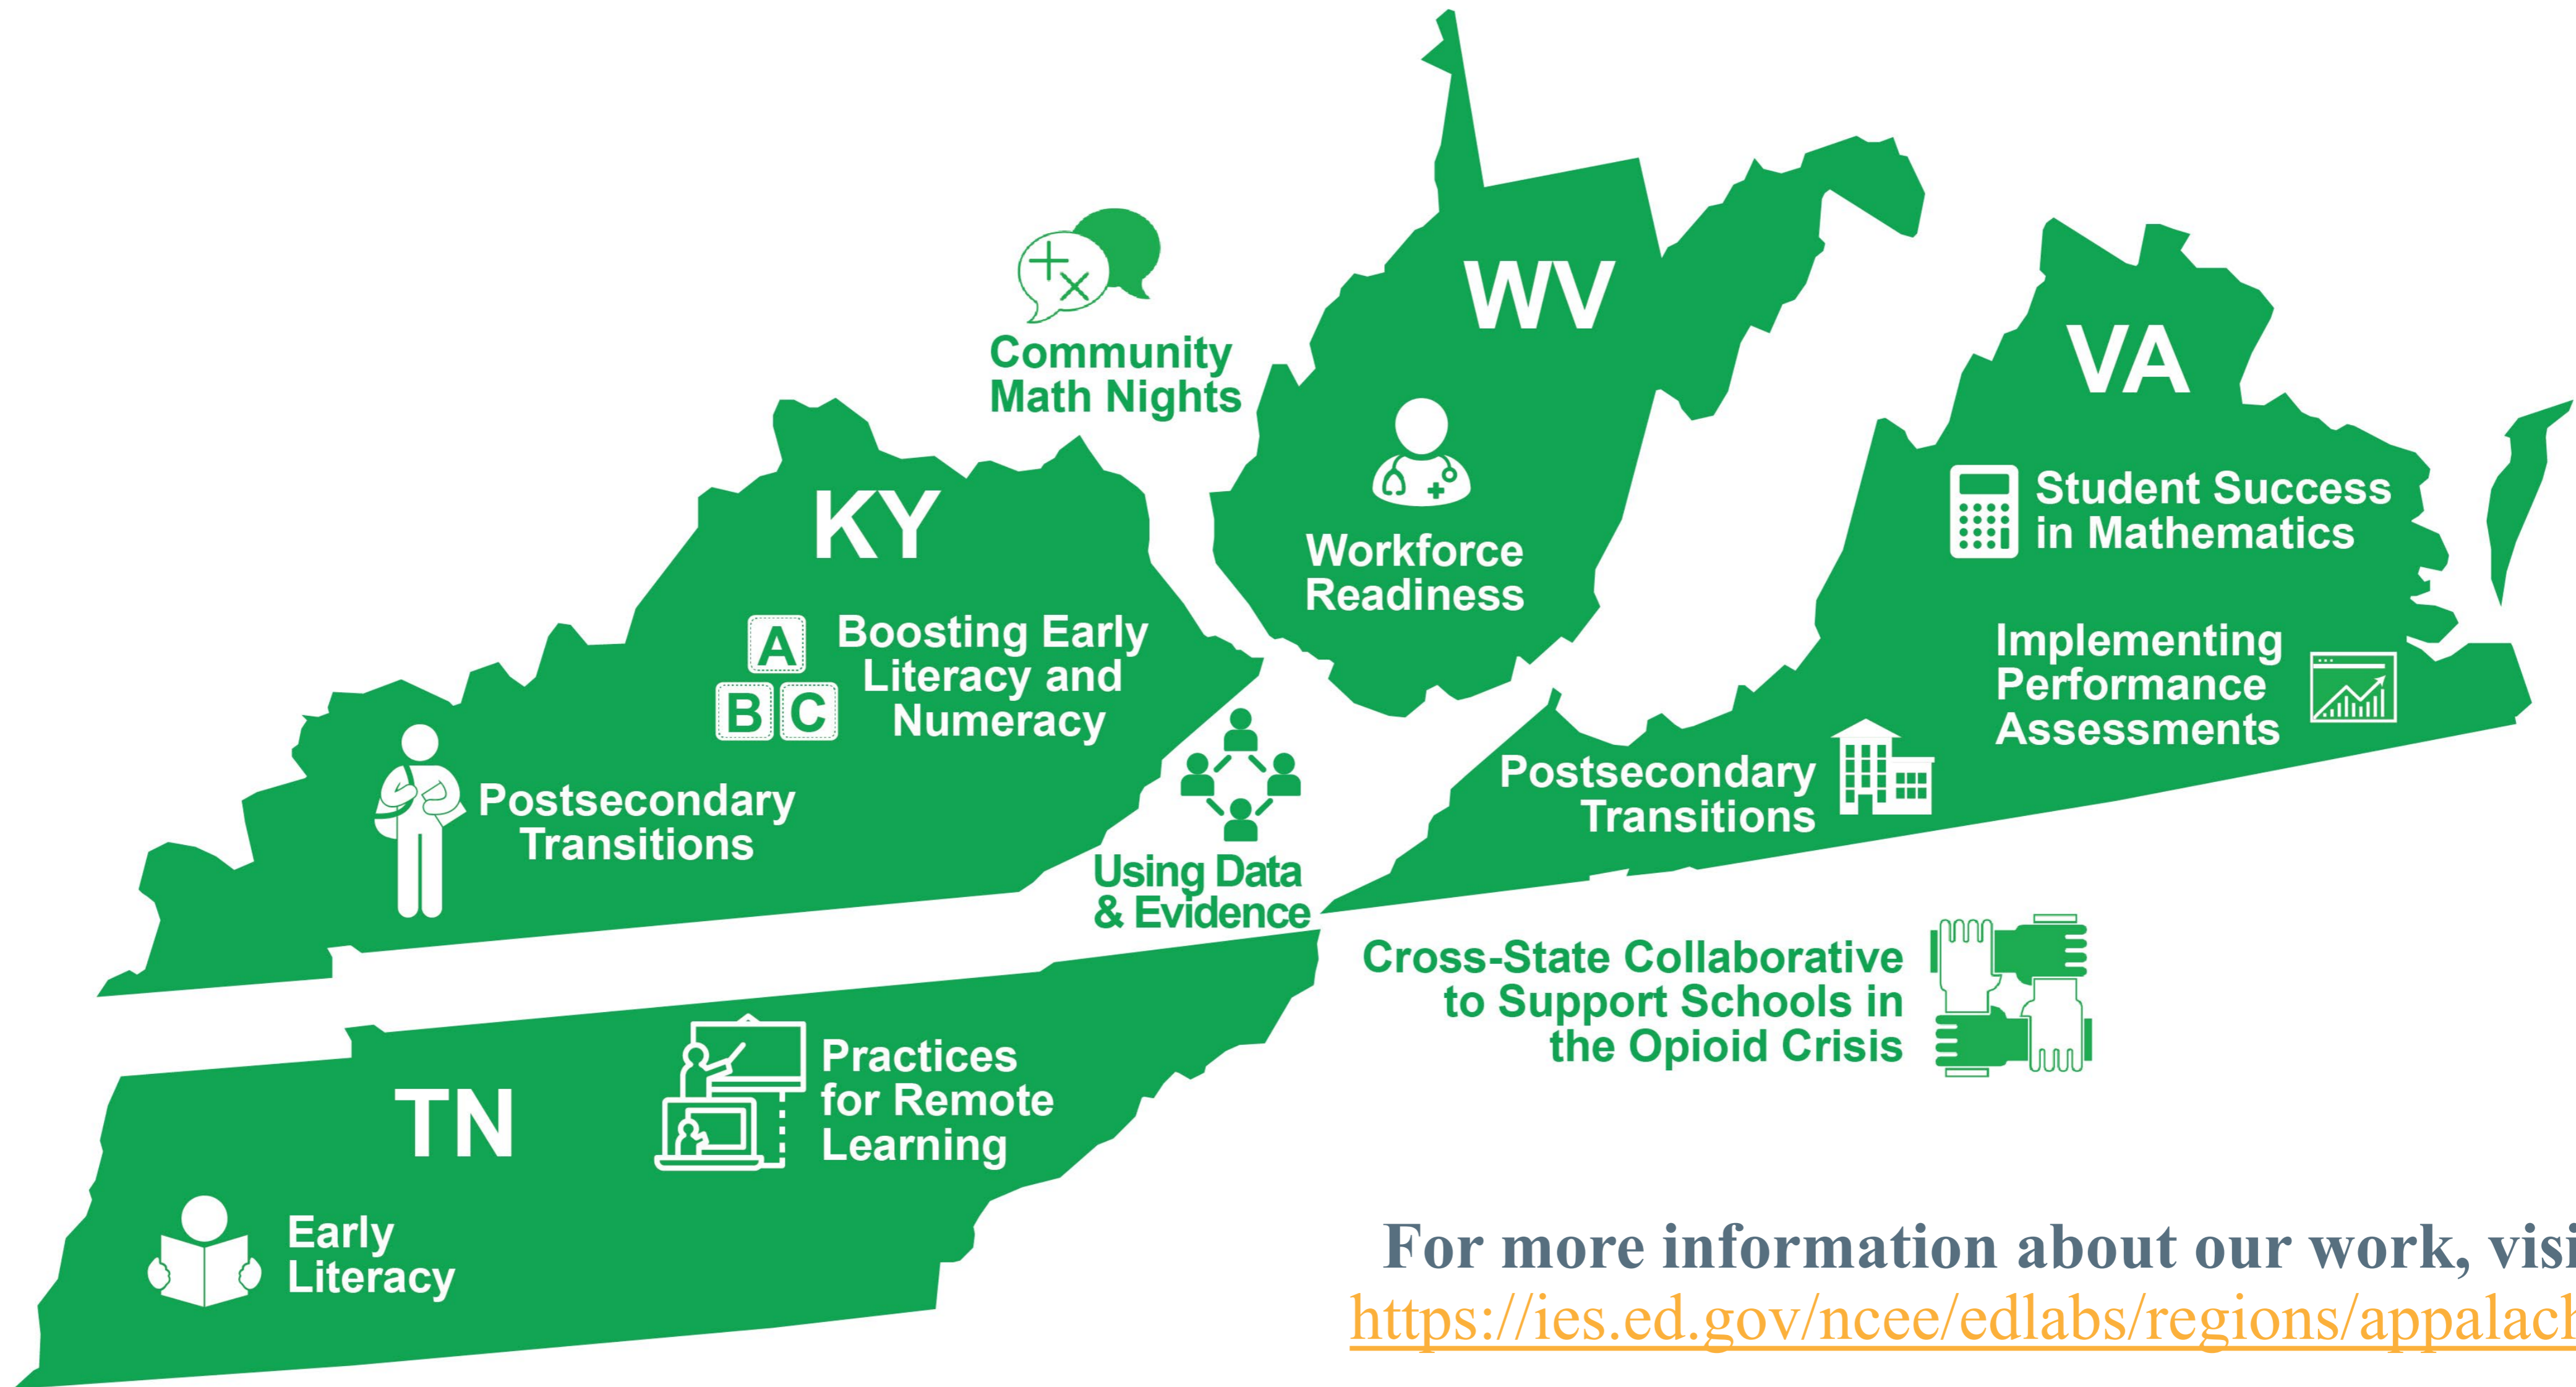 WV
Community
Math Nights
VA
Workforce
Readiness
Student Success
in Mathematics
KY
A
B C
Boosting Early
Literacy and
Numeracy
Implementing
Performance
Assessments
Postsecondary
Transitions
Postsecondary
Transitions
Using Data
& Evidence
Cross-State Collaborative
to Support Schools in
the Opioid Crisis
TN
Practices
for Remote
Learning
Early
Literacy
For more information about our work, visi
https://ies.ed.gov/ncee/edlabs/regions/appalach